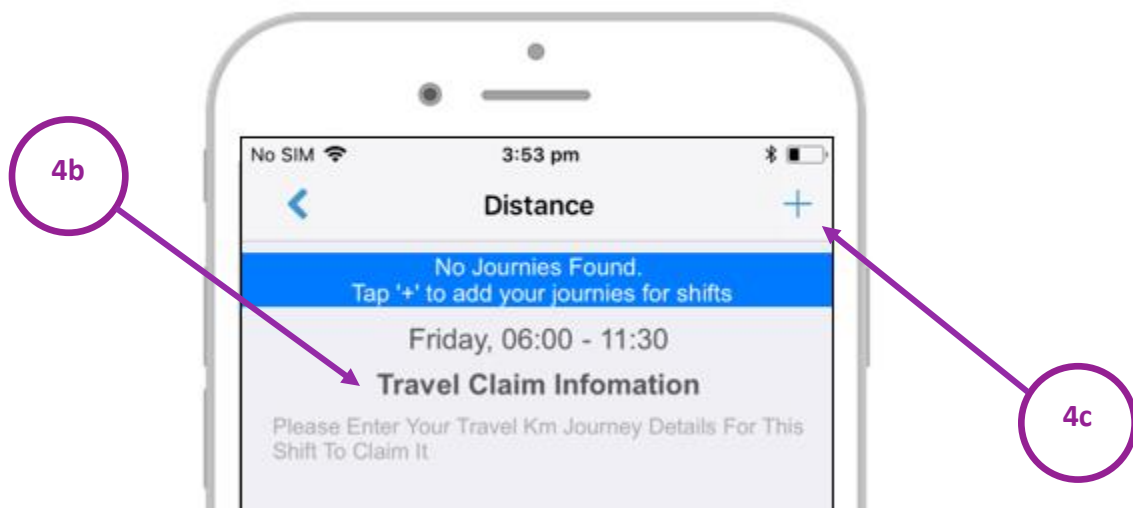 No SIM 3:53 pm
4b
Distance +
No Journies Found.
Tap '+' to add your journies for shifts
Friday, 06:00 - 11:30
Travel Claim Infomation
Please Enter Your Travel Km Journey Details For This
Shift To Claim It
4c